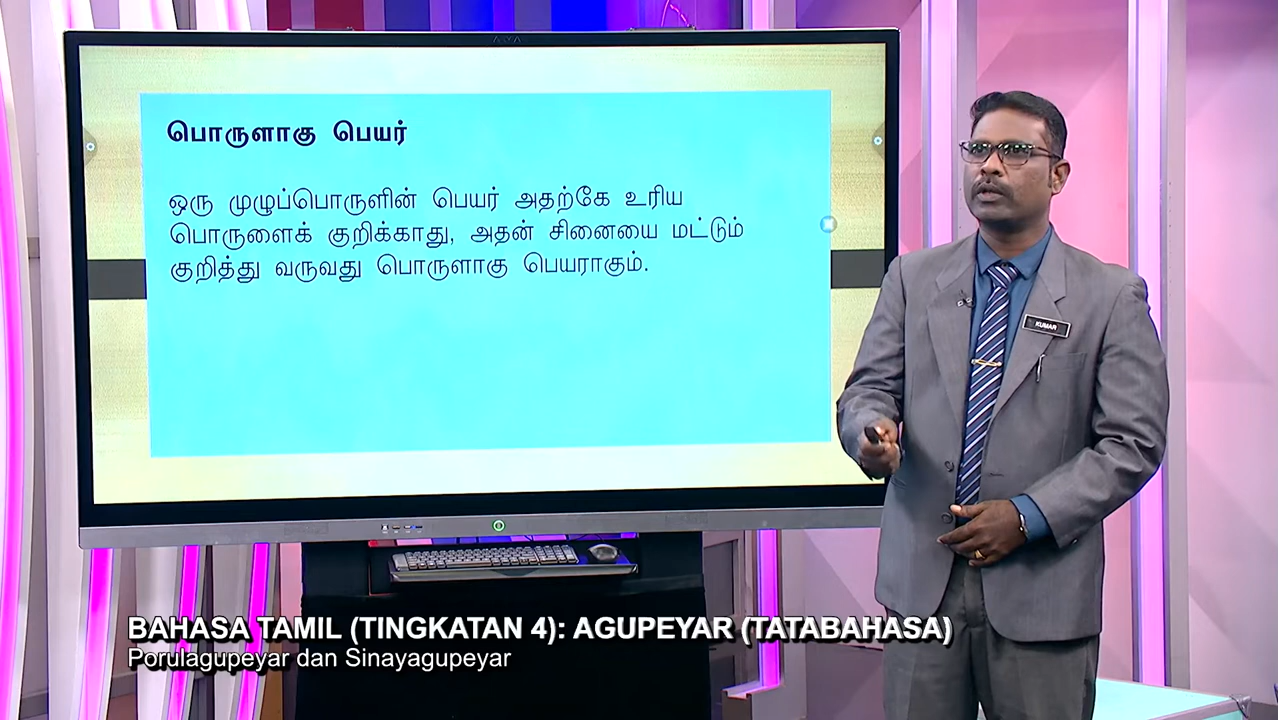 பொருளாகு பெயர்
ஒரு முழுப்பொருளின் பெயர் அதற்கே உரிய
பொருளைக் குறிக்காது, அதன் சினையை மட்டும்
குறித்து வருவது பொருளாகு பெயராகும்.
KUMAR
BAHASA TAMIL (TINGKATAN 4): AGUPEYAR (TATABAHASA)
Porulagupeyar dan Sinayagupeyar